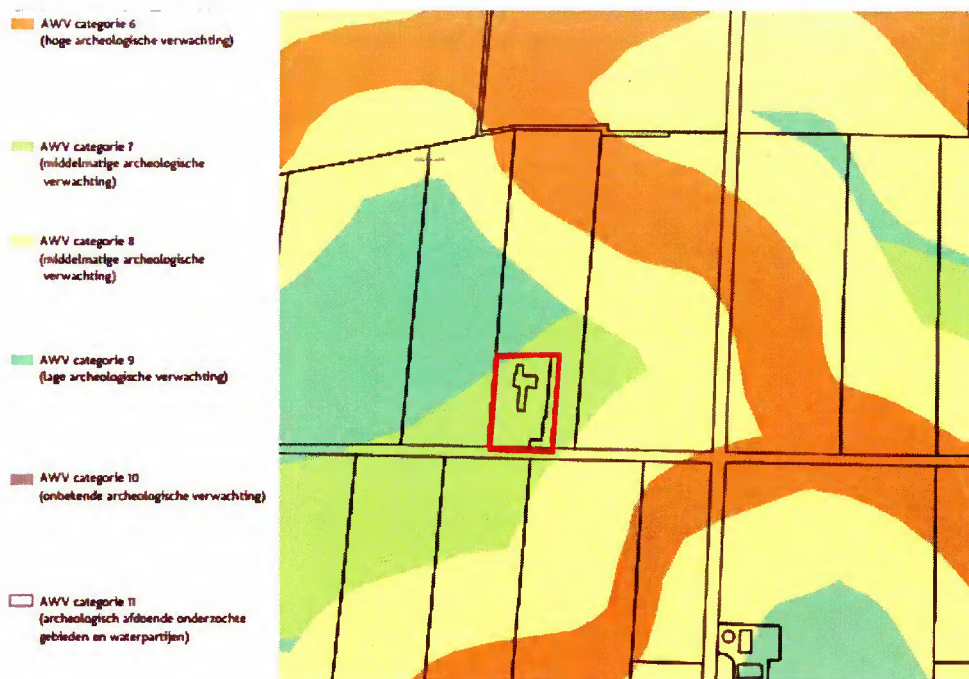 AWV categorie 6
(hoge archeologische verwachting)
AWV categorie 7
(middelmatige archeologische
verwachting)
AWV categorie 8
(middelmatige archeologische
verwachting)
AWV categorie 9
(lage archeologische verwachting)
AWV categorie 10
(onbekende archeologische verwachting)
AWV categorie 11
(archeologisch afdoende onderzochte
gebieden en waterpartijen)